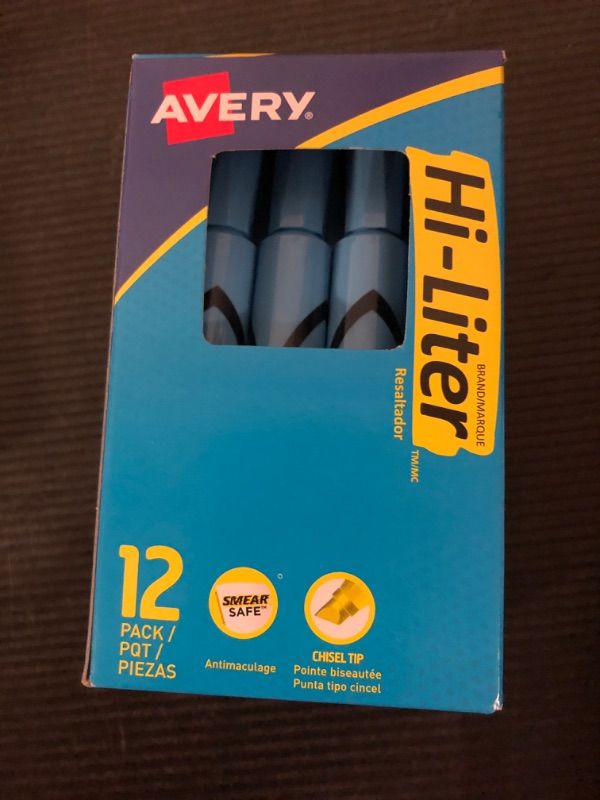 AVERY®
Hi-Liter
BRAND/MARQUE
TM/MC
Resaltador
12
PACK /
PQT /
PIEZAS
SMEAR
SAFE™
Antimaculage
CHISEL TIP
Pointe biseautée
Punta tipo cincel